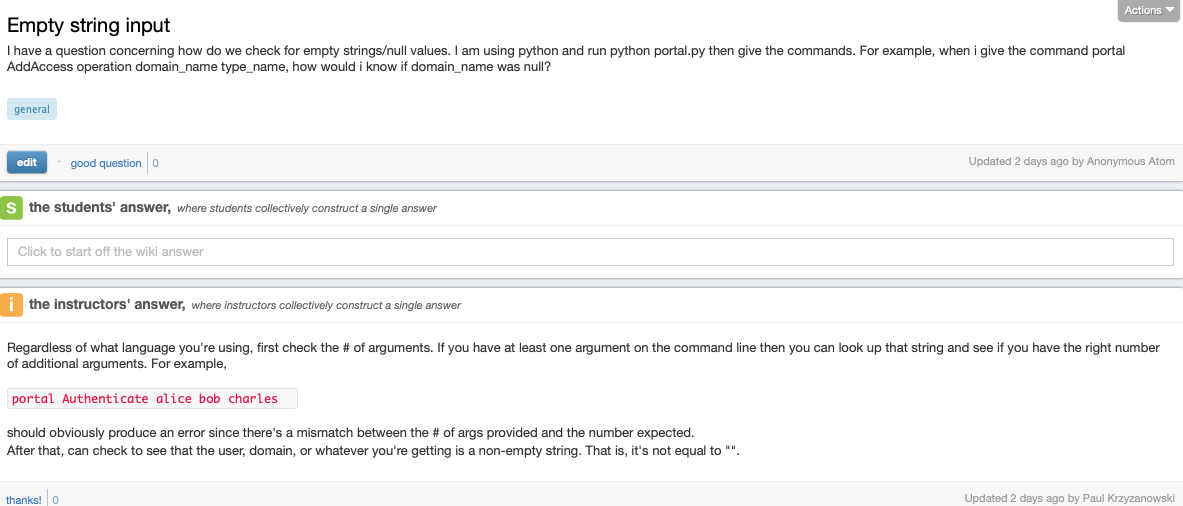 Actions
Empty string input
I have a question concerning how do we check for empty strings/null values. I am using python and run python portal.py then give the commands. For example, when i give the command portal
AddAccess operation domain_name type_name, how would i know if domain_name was null?
general
edit · good question 0
Updated 2 days ago by Anonymous Atom
S the students' answer, where students collectively construct a single answer
Click to start off the wiki answer
i the instructors' answer, where instructors collectively construct a single answer
Regardless of what language you're using, first check the # of arguments. If you have at least one argument on the command line then you can look up that string and see if you have the right number
of additional arguments. For example,
portal Authenticate alice bob charles
should obviously produce an error since there's a mismatch between the # of args provided and the number expected.
After that, can check to see that the user, domain, or whatever you're getting is a non-empty string. That is, it's not equal to "".
thanks! 0
Updated 2 days ago by Paul Krzyzanowski